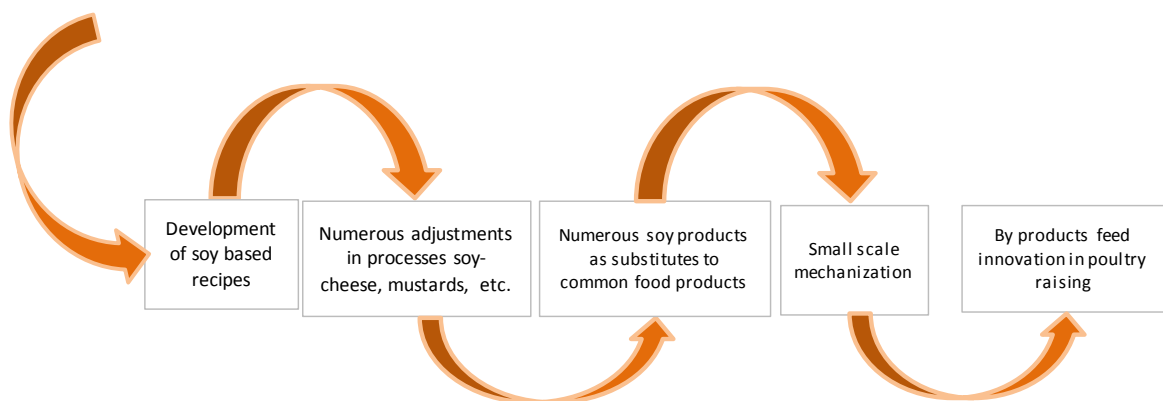 Development
of soy based
recipes
Numerous adjustments
in processes soy-
cheese, mustards, etc.
Numerous soy products
as substitutes to
common food products
Small scale
mechanization
By products feed
innovation in poultry
raising